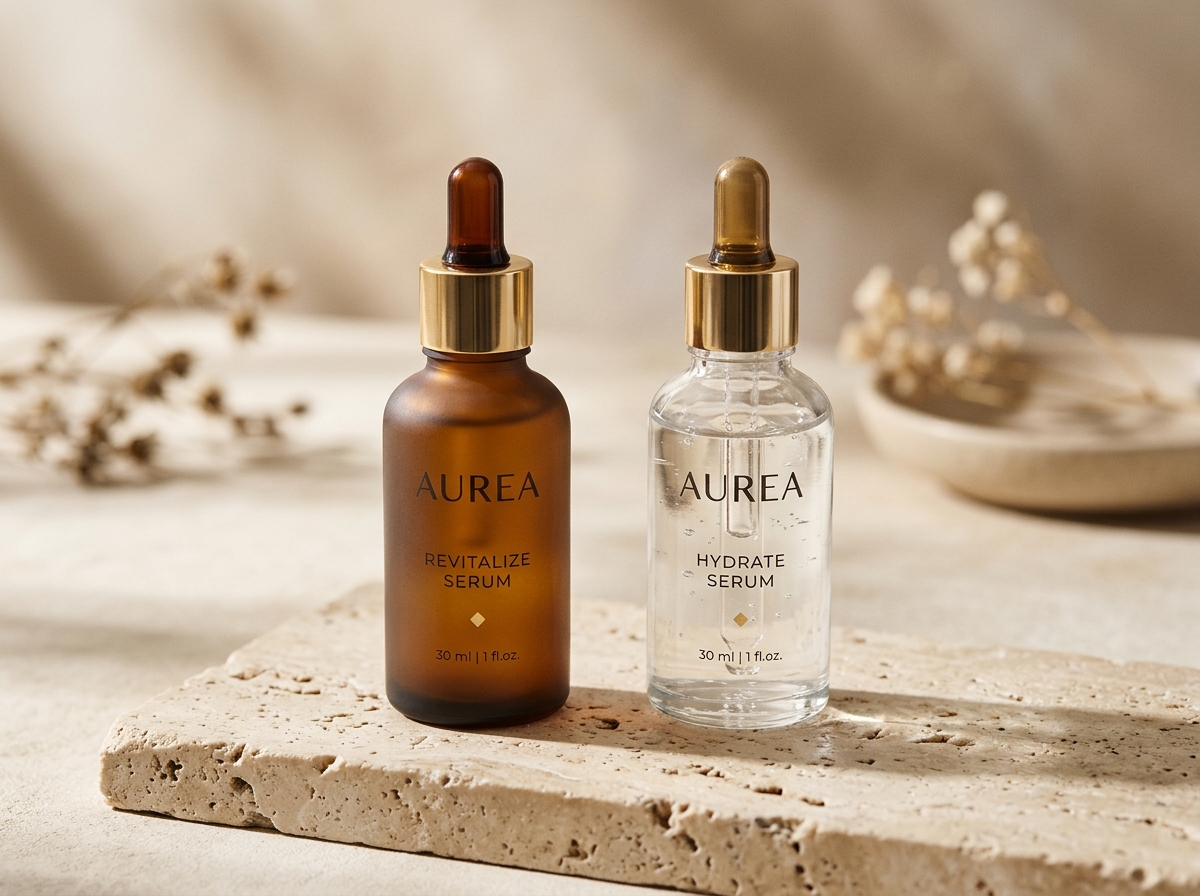 AUREA
REVITALIZE
SERUM
30 ml | 1 fl.oz.
AUREA
HYDRATE
SERUM
30 ml | 1 fl.oz.